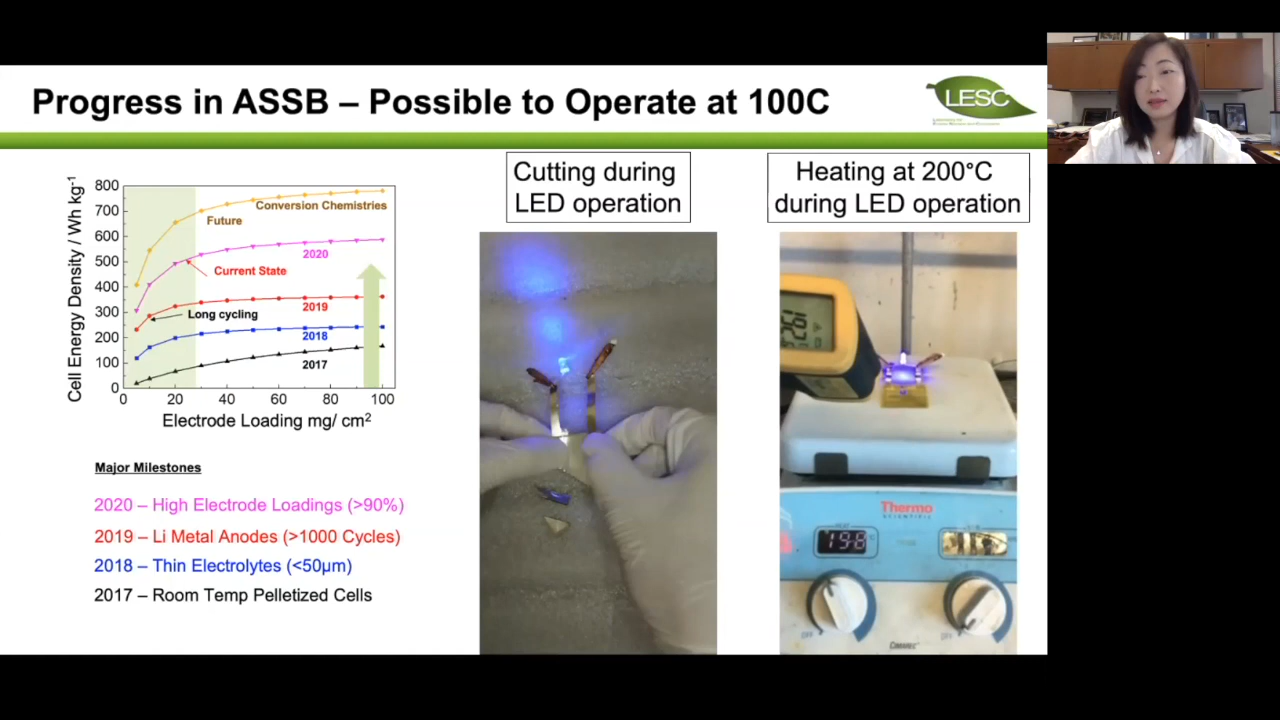 Progress in ASSB – Possible to Operate at 100C
LESC
Cell Energy Density / Wh kg-1
800
700
600
500
400
300
200
100
0
0
20
40
60
80
100
Electrode Loading mg/ cm2
Conversion Chemistries
Future
2020
Current State
2019
Long cycling
2018
2017
Major Milestones
2020 – High Electrode Loadings (>90%)
2019 – Li Metal Anodes (>1000 Cycles)
2018 – Thin Electrolytes (<50µm)
2017 – Room Temp Pelletized Cells
Cutting during
LED operation
Heating at 200°C
during LED operation
Thermo
SCIENTIFIC
HEAT
198
OFF
OFF
CIMAREC